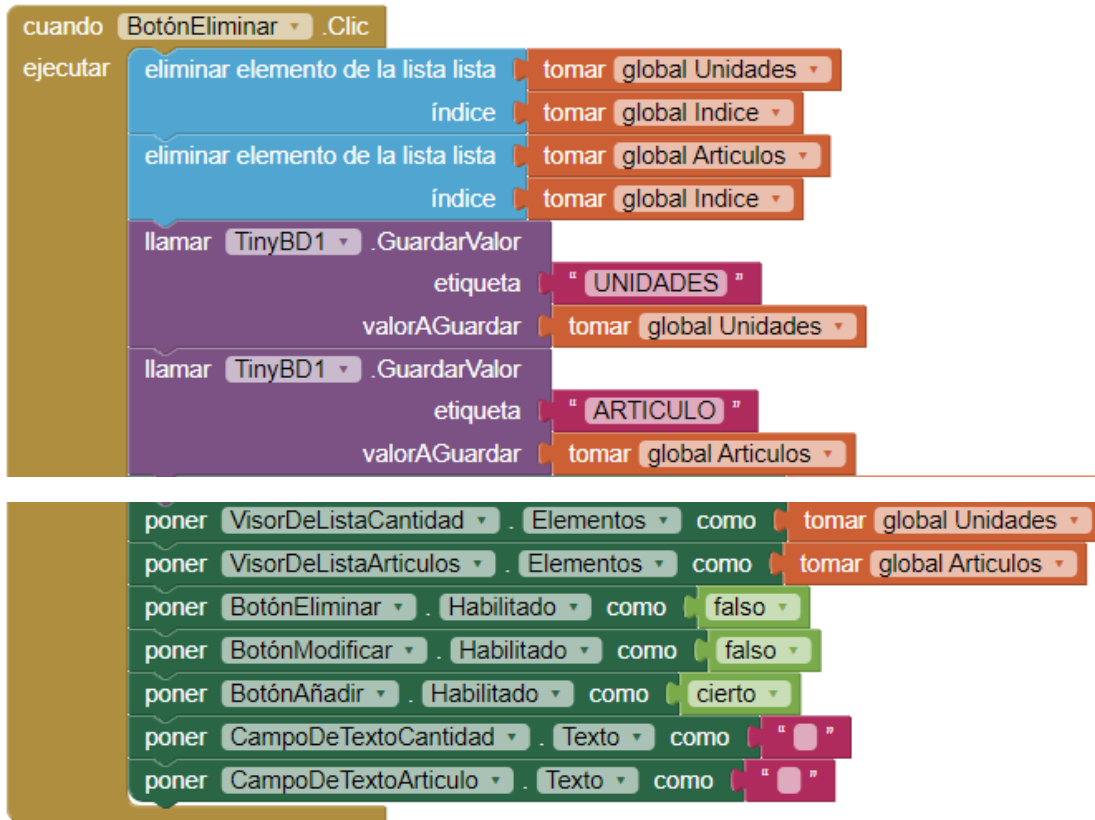 cuando BotónEliminar .Clic
ejecutar eliminar elemento de la lista lista tomar global Unidades
índice tomar global Indice
eliminar elemento de la lista lista tomar global Articulos
índice tomar global Indice
llamar TinyBD1 .GuardarValor
etiqueta " UNIDADES "
valorAGuardar tomar global Unidades
llamar TinyBD1 .GuardarValor
etiqueta " ARTICULO "
valorAGuardar tomar global Articulos
poner VisorDeListaCantidad . Elementos como tomar global Unidades
poner VisorDeListaArticulos . Elementos como tomar global Articulos
poner BotónEliminar . Habilitado como falso
poner BotónModificar . Habilitado como falso
poner BotónAñadir . Habilitado como cierto
poner CampoDeTextoCantidad . Texto como " "
poner CampoDeTextoArticulo . Texto como " "